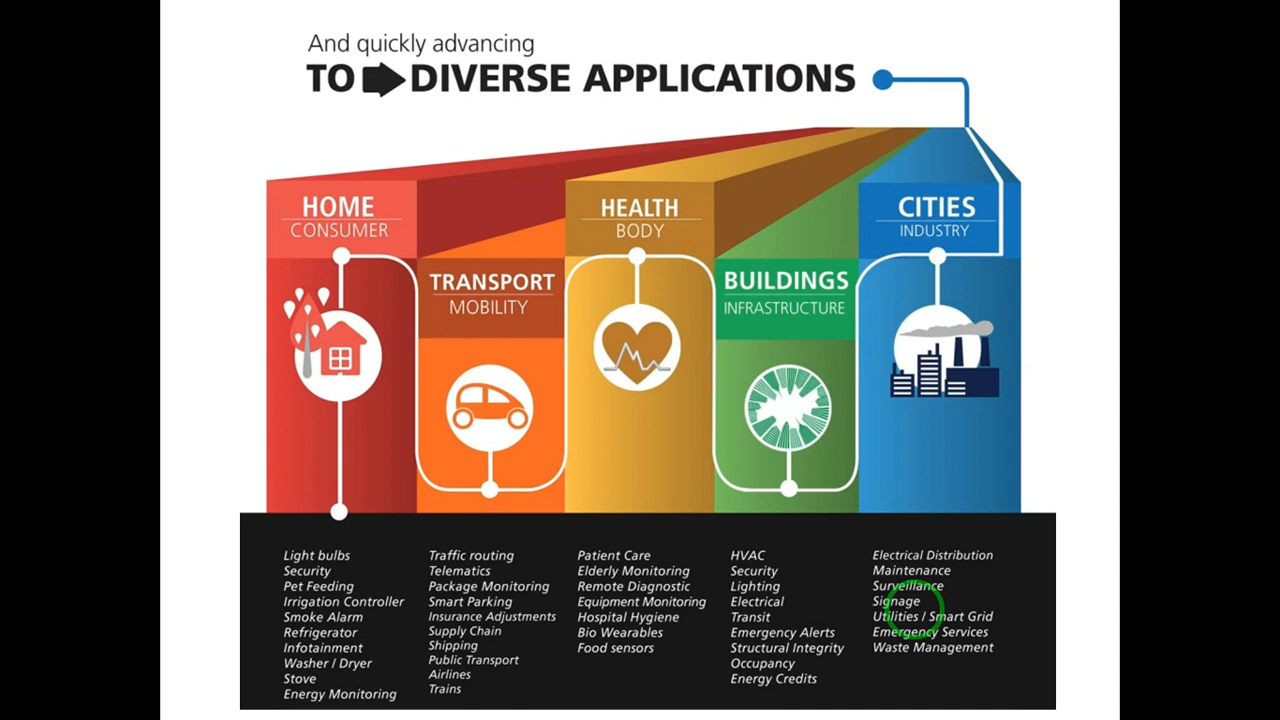 And quickly advancing
TO DIVERSE APPLICATIONS
HOME
CONSUMER
TRANSPORT
MOBILITY
HEALTH
BODY
BUILDINGS
INFRASTRUCTURE
CITIES
INDUSTRY
Light bulbs
Security
Pet Feeding
Irrigation Controller
Smoke Alarm
Refrigerator
Infotainment
Washer / Dryer
Stove
Energy Monitoring
Traffic routing
Telematics
Package Monitoring
Smart Parking
Insurance Adjustments
Supply Chain
Shipping
Public Transport
Airlines
Trains
Patient Care
Elderly Monitoring
Remote Diagnostic
Equipment Monitoring
Hospital Hygiene
Bio Wearables
Food sensors
HVAC
Security
Lighting
Electrical
Transit
Emergency Alerts
Structural Integrity
Occupancy
Energy Credits
Electrical Distribution
Maintenance
Surveillance
Signage
Utilities / Smart Grid
Emergency Services
Waste Management